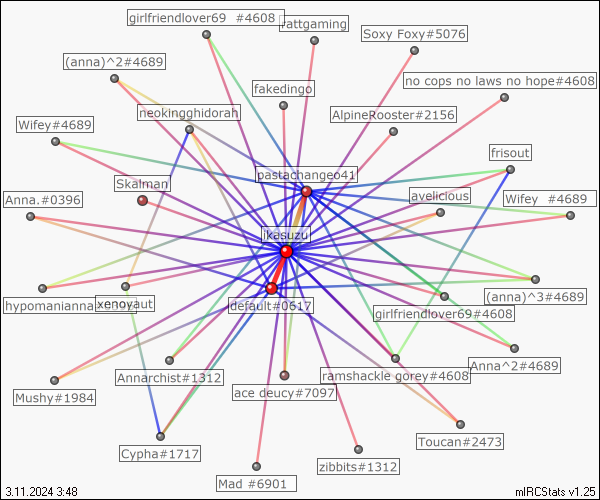 girlfriendlover69 #4608
rattgaming
Soxy Foxy#5076
(anna)^2#4689
no cops no laws no hope#4608
fakedingo
neokingghidorah
AlpineRooster#2156
Wifey#4689
frisout
pastachangeo41
Skalman
avelicious
Anna.#0396
Wifey #4689
ikasuzu
hypomanianna
xenoyaut
default#0617
(anna)^3#4689
girlfriendlover69#4608
Annarchist#1312
ramshackle gorey#4608
Anna^2#4689
Mushy#1984
ace deucy#7097
Toucan#2473
Cypha#1717
zibbits#1312
Mad #6901
3.11.2024 3:48
mIRCStats v1.25